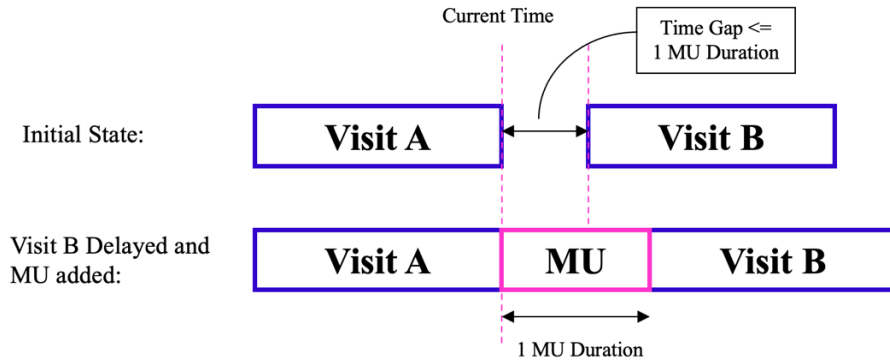 Current Time
Time Gap <=
1 MU Duration
Initial State:
Visit A
Visit B
Visit B Delayed and
MU added:
Visit A
MU
Visit B
1 MU Duration